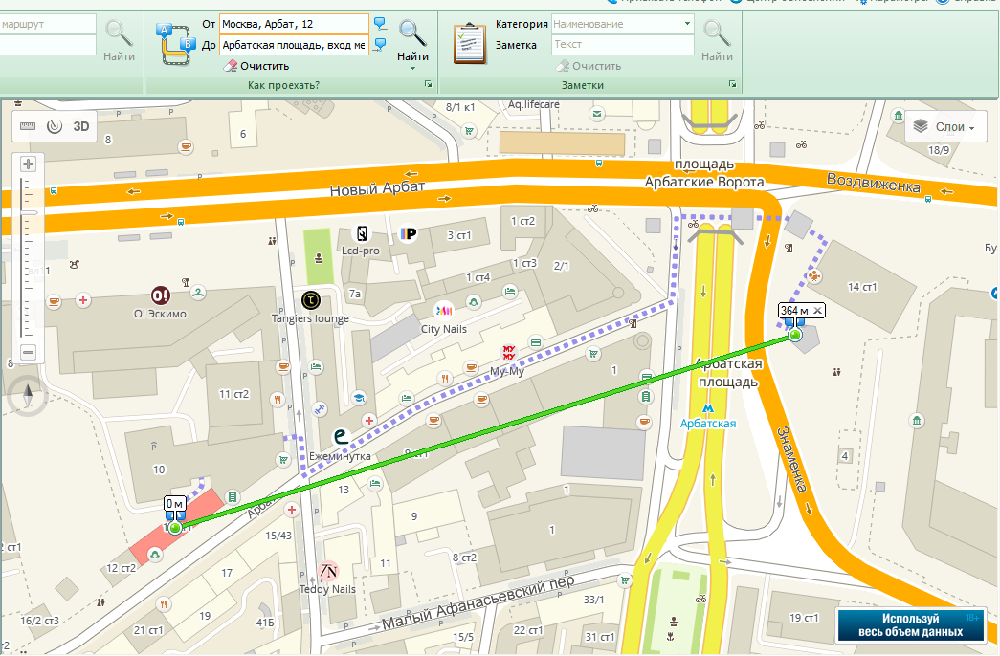 маршрут
Найти
От
Москва, Арбат, 12
До
Арбатская площадь, вход ме
Очистить
Как проехать?
Найти
Категория
Наименование
Заметка
Текст
Очистить
Заметки
Найти
3D
Слои
8
6
8/1 к1
Aq.lifecare
18/9
площадь
Арбатские Ворота
Новый Арбат
Воздвиженка
Lcd-pro
3 ст1
1 ст2
1 ст3
2/1
1 ст4
7а
14 ст1
Бу
O! Эскимо
Tangiers lounge
City Nails
Му-Му
364 м
1
Арбатская
площадь
Арбатская
11 ст2
8
Ежеминутка
Знаменка
4
10
0 м
13
9
1
1
15/43
11
8 ст2
12 ст2
17
Teddy Nails
Малый Афанасьевский пер
33/1
19
41Б
16/2 ст3
21 ст1
15/5
22 ст1
31 ст1
19 ст1
Используй
весь объем данных
18+